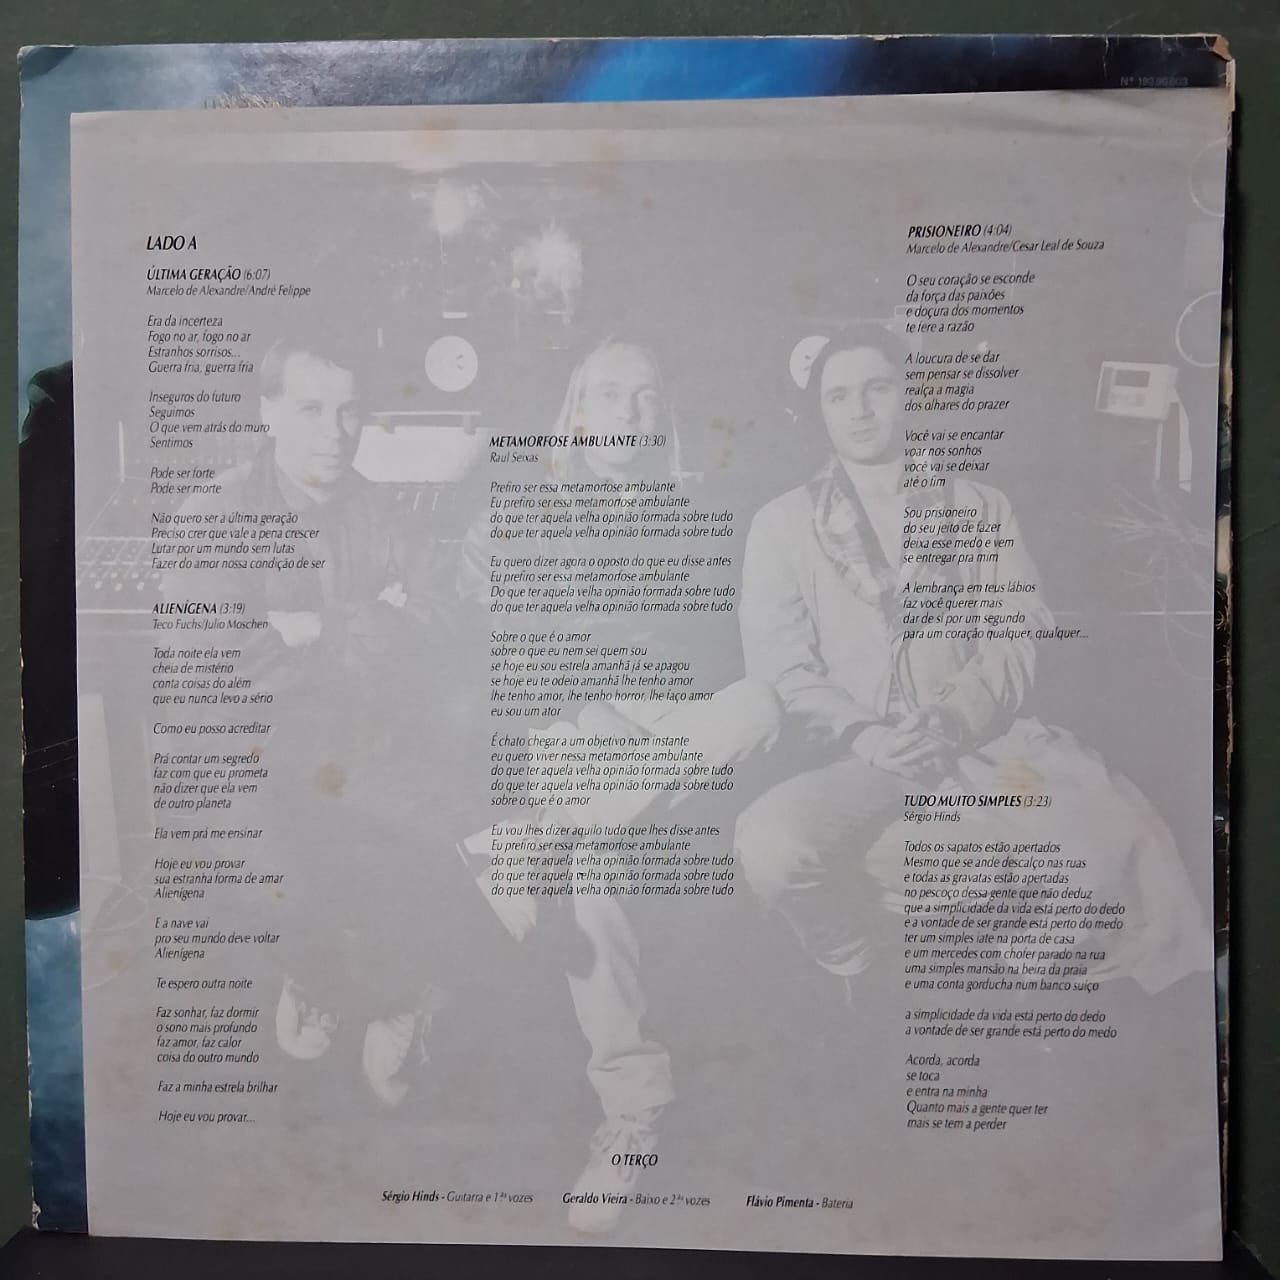 Nº 193.90.603
LADO A
ÚLTIMA GERAÇÃO (6:07)
Marcelo de Alexandre/André Felippe
Era da incerteza
Fogo no ar, fogo no ar
Estranhos sorrisos...
Guerra fria, guerra fria
Inseguros do futuro
Seguimos
O que vem atrás do muro
Sentimos
Pode ser forte
Pode ser morte
Não quero ser a última geração
Preciso crer que vale a pena crescer
Lutar por um mundo sem lutas
Fazer do amor nossa condição de ser
ALIENÍGENA (3:19)
Teco Fuchs/Julio Moschen
Toda noite ela vem
cheia de mistério
conta coisas do além
que eu nunca levo a sério
Como eu posso acreditar
Prá contar um segredo
faz com que eu prometa
não dizer que ela vem
de outro planeta
Ela vem prá me ensinar
Hoje eu vou provar
sua estranha forma de amar
Alienígena
E a nave vai
pro seu mundo deve voltar
Alienígena
Te espero outra noite
Faz sonhar, faz dormir
o sono mais profundo
faz amor, faz calor
coisa do outro mundo
Faz a minha estrela brilhar
Hoje eu vou provar...
METAMORFOSE AMBULANTE (3:30)
Raul Seixas
Prefiro ser essa metamorfose ambulante
Eu prefiro ser essa metamorfose ambulante
do que ter aquela velha opinião formada sobre tudo
do que ter aquela velha opinião formada sobre tudo
Eu quero dizer agora o oposto do que eu disse antes
Eu prefiro ser essa metamorfose ambulante
Do que ter aquela velha opinião formada sobre tudo
do que ter aquela velha opinião formada sobre tudo
Sobre o que é o amor
sobre o que eu nem sei quem sou
se hoje eu sou estrela amanhã já se apagou
se hoje eu te odeio amanhã lhe tenho amor
lhe tenho amor, lhe tenho horror, lhe faço amor
eu sou um ator
É chato chegar a um objetivo num instante
eu quero viver nessa metamorfose ambulante
do que ter aquela velha opinião formada sobre tudo
do que ter aquela velha opinião formada sobre tudo
sobre o que é o amor
Eu vou lhes dizer aquilo tudo que lhes disse antes
Eu prefiro ser essa metamorfose ambulante
do que ter aquela velha opinião formada sobre tudo
do que ter aquela velha opinião formada sobre tudo
do que ter aquela velha opinião formada sobre tudo
PRISIONEIRO (4:04)
Marcelo de Alexandre/Cesar Leal de Souza
O seu coração se esconde
da força das paixões
e doçura dos momentos
te fere a razão
A loucura de se dar
sem pensar se dissolver
realça a magia
dos olhares do prazer
Você vai se encantar
voar nos sonhos
você vai se deixar
até o fim
Sou prisioneiro
do seu jeito de fazer
deixa esse medo e vem
se entregar pra mim
A lembrança em teus lábios
faz você querer mais
dar de si por um segundo
para um coração qualquer, qualquer...
TUDO MUITO SIMPLES (3:23)
Sérgio Hinds
Todos os sapatos estão apertados
Mesmo que se ande descalço nas ruas
e todas as gravatas estão apertadas
no pescoço dessa gente que não deduz
que a simplicidade da vida está perto do dedo
e a vontade de ser grande está perto do medo
ter um simples iate na porta de casa
e um mercedes com chofer parado na rua
uma simples mansão na beira da praia
e uma conta gorducha num banco suíço
a simplicidade da vida está perto do dedo
a vontade de ser grande está perto do medo
Acorda, acorda
se toca
e entra na minha
Quanto mais a gente quer ter
mais se tem a perder
O TERÇO
Sérgio Hinds - Guitarra e 1ªs vozes Geraldo Vieira - Baixo e 2ªs vozes Flávio Pimenta - Bateria